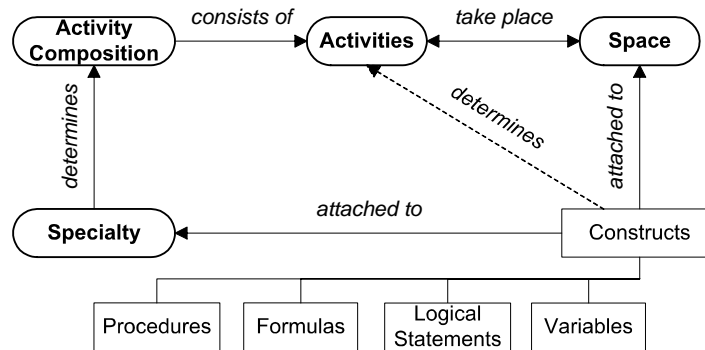 Activity
Composition
consists of
Activities
take place
Space
determines
determines
attached to
Specialty
attached to
Constructs
Procedures
Formulas
Logical
Statements
Variables